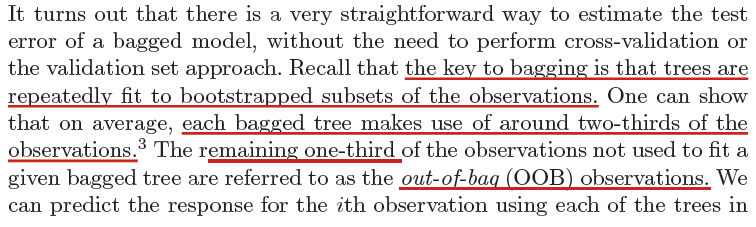 It turns out that there is a very straightforward way to estimate the test
error of a bagged model, without the need to perform cross-validation or
the validation set approach. Recall that the key to bagging is that trees are
repeatedly fit to bootstrapped subsets of the observations. One can show
that on average, each bagged tree makes use of around two-thirds of the
observations.³ The remaining one-third of the observations not used to fit a
given bagged tree are referred to as the out-of-bag (OOB) observations. We
can predict the response for the ith observation using each of the trees in